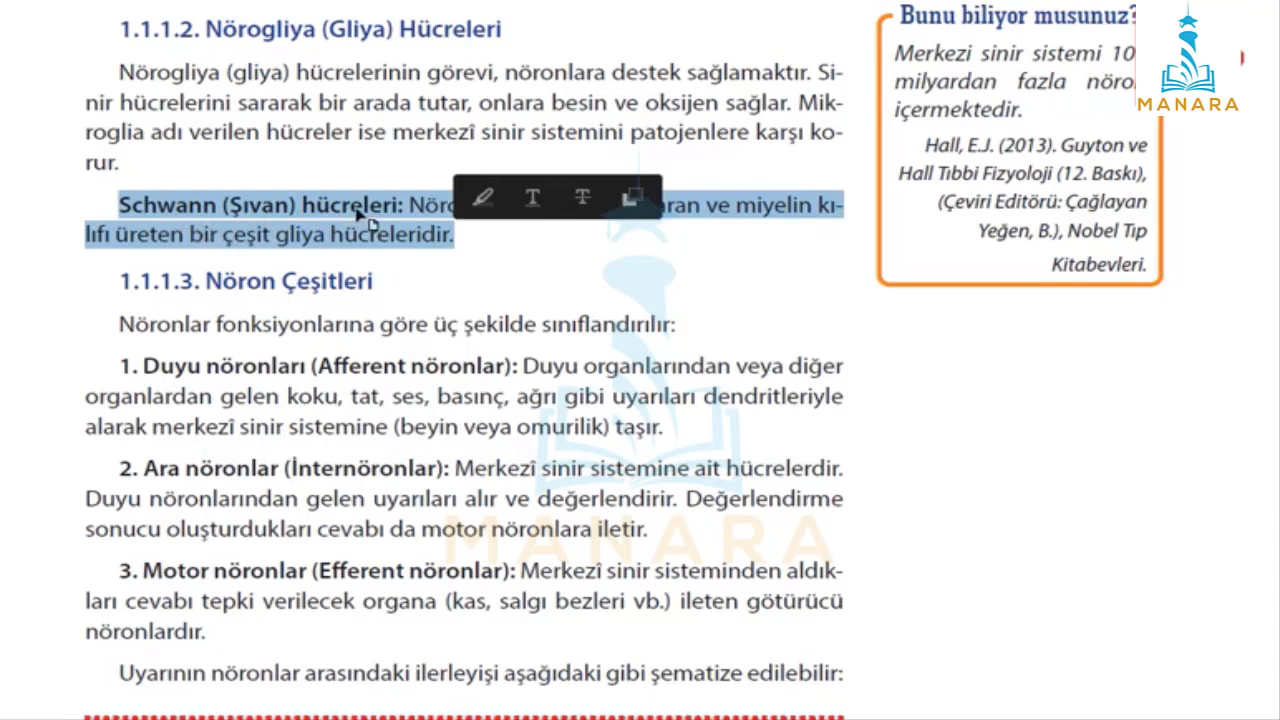 1.1.1.2. Nörogliya (Gliya) Hücreleri
Nörogliya (gliya) hücrelerinin görevi, nöronlara destek sağlamaktır. Si-
nir hücrelerini sararak bir arada tutar, onlara besin ve oksijen sağlar. Mik-
roglia adı verilen hücreler ise merkezî sinir sistemini patojenlere karşı ko-
rur.
Schwann (Şıvan) hücreleri: ve miyelin kı-
lıfı üreten bir çeşit gliya hücreleridir.
1.1.1.3. Nöron Çeşitleri
Nöronlar fonksiyonlarına göre üç şekilde sınıflandırılır:
1. Duyu nöronları (Afferent nöronlar): Duyu organlarından veya diğer
organlardan gelen koku, tat, ses, basınç, ağrı gibi uyarıları dendritleriyle
alarak merkezî sinir sistemine (beyin veya omurilik) taşır.
2. Ara nöronlar (İnternöronlar): Merkezî sinir sistemine ait hücrelerdir.
Duyu nöronlarından gelen uyarıları alır ve değerlendirir. Değerlendirme
sonucu oluşturdukları cevabı da motor nöronlara iletir.
3. Motor nöronlar (Efferent nöronlar): Merkezî sinir sisteminden aldık-
ları cevabı tepki verilecek organa (kas, salgı bezleri vb.) ileten götürücü
nöronlardır.
Uyarının nöronlar arasındaki ilerleyişi aşağıdaki gibi şematize edilebilir:
Bunu biliyor musunuz?
Merkezi sinir sistemi 10
milyardan fazla nöro
içermektedir.
Hall, E.J. (2013). Guyton ve
Hall Tıbbi Fizyoloji (12. Baskı),
(Çeviri Editörü: Çağlayan
Yeğen, B.), Nobel Tıp
Kitabevleri.
MANARA
MANARA